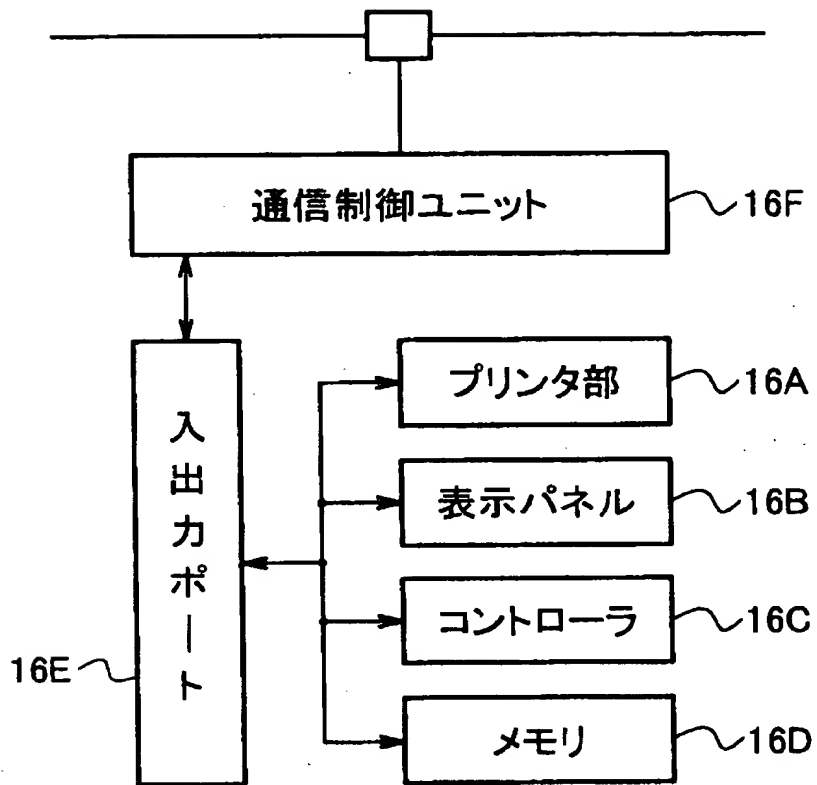 通信制御ユニット
16F
プリンタ部
16A
入出力ポート
表示パネル
16B
コントローラ
16C
16E
メモリ
16D